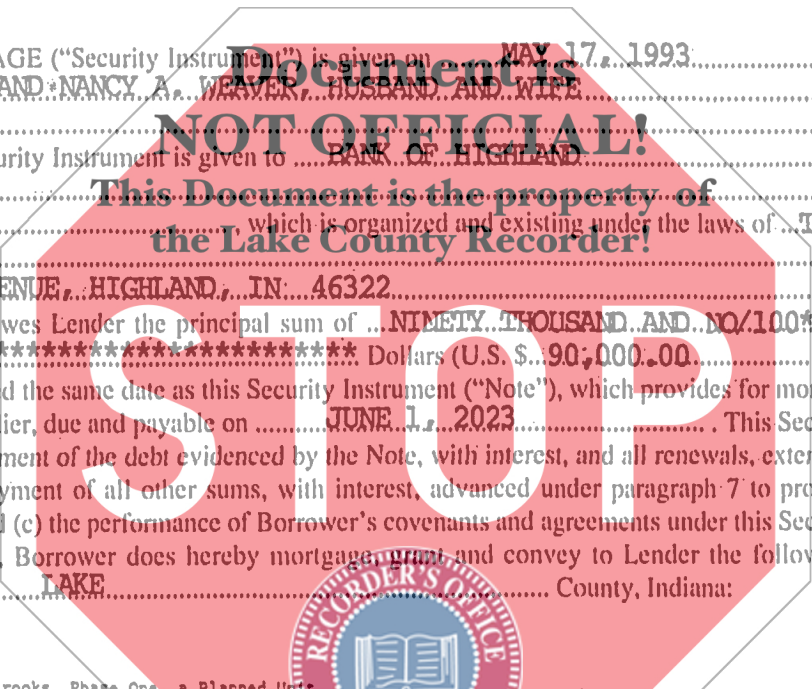 AGE (“Security Instrument”) is given on MAY 17, 1993
Document is
AND NANCY A. WEAVER, HUSBAND AND WIFE
NOT OFFICIAL!
urity Instrument is given to BANK OF HIGHLAND
This Document is the property of
which is organized and existing under the laws of T
the Lake County Recorder!
ENUE, HIGHLAND, IN 46322
wes Lender the principal sum of NINETY THOUSAND AND NO/100*
************************ Dollars (U.S. $ 90,000.00
d the same date as this Security Instrument (“Note”), which provides for mo
lier, due and payable on JUNE 1, 2023 . This Sec
STOP
ment of the debt evidenced by the Note, with interest, and all renewals, exter
yment of all other sums, with interest, advanced under paragraph 7 to pro
d (c) the performance of Borrower’s covenants and agreements under this Sec
. Borrower does hereby mortgage, grant and convey to Lender the follow
LAKE County, Indiana:
RECORDER'S OFFICE
rooks, Phase One, a Planned Unit